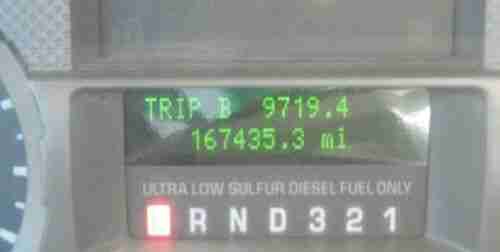 TRIP B 9719.4
167435.3 mi
ULTRA LOW SULFUR DIESEL FUEL ONLY
R N D 3 2 1